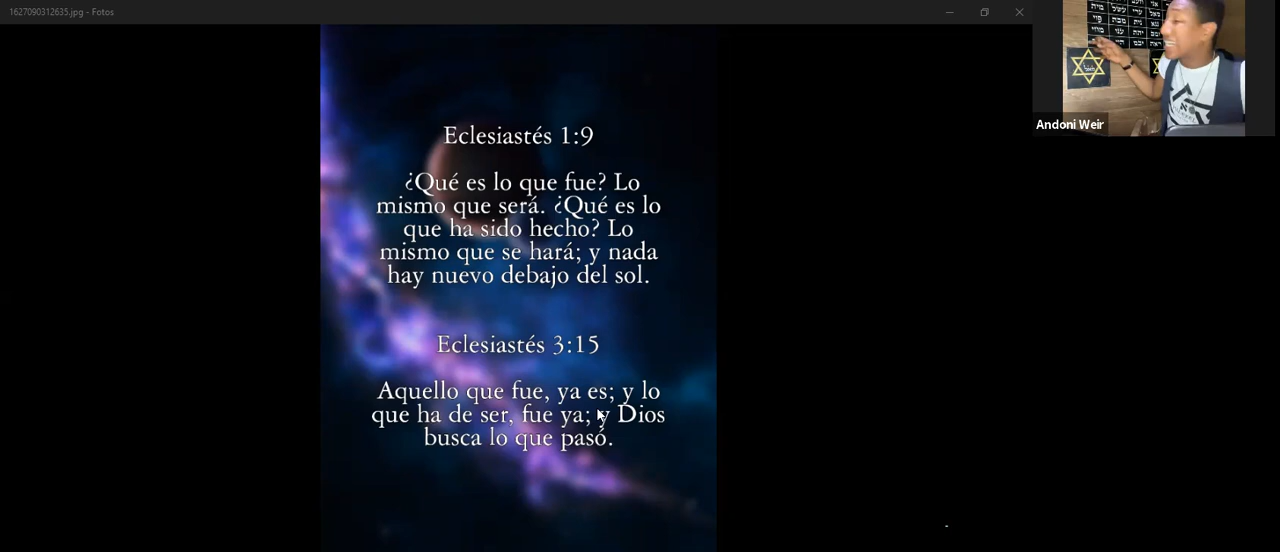 1627090312635.jpg - Fotos
Eclesiastés 1:9
¿Qué es lo que fue? Lo
mismo que será. ¿Qué es lo
que ha sido hecho? Lo
mismo que se hará; y nada
hay nuevo debajo del sol.
Eclesiastés 3:15
Aquello que fue, ya es; y lo
que ha de ser, fue ya; y Dios
busca lo que pasó.
Andoni Weir